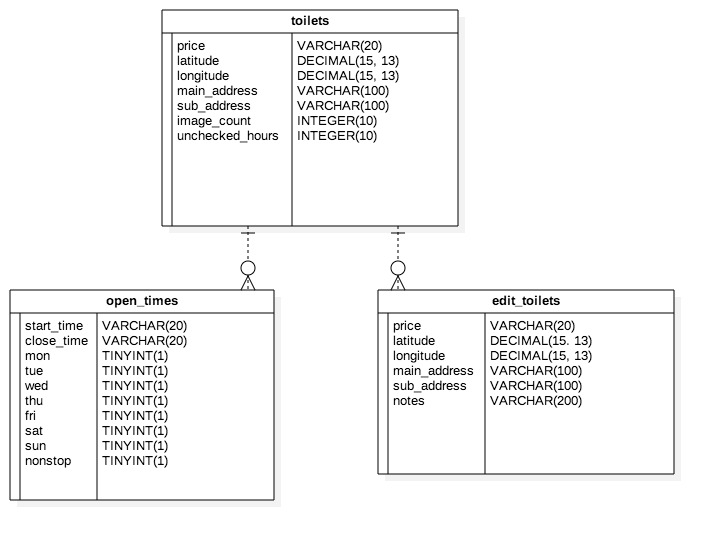 toilets
price VARCHAR(20)
latitude DECIMAL(15, 13)
longitude DECIMAL(15, 13)
main_address VARCHAR(100)
sub_address VARCHAR(100)
image_count INTEGER(10)
unchecked_hours INTEGER(10)
open_times
start_time VARCHAR(20)
close_time VARCHAR(20)
mon TINYINT(1)
tue TINYINT(1)
wed TINYINT(1)
thu TINYINT(1)
fri TINYINT(1)
sat TINYINT(1)
sun TINYINT(1)
nonstop TINYINT(1)
edit_toilets
price VARCHAR(20)
latitude DECIMAL(15. 13)
longitude DECIMAL(15, 13)
main_address VARCHAR(100)
sub_address VARCHAR(100)
notes VARCHAR(200)